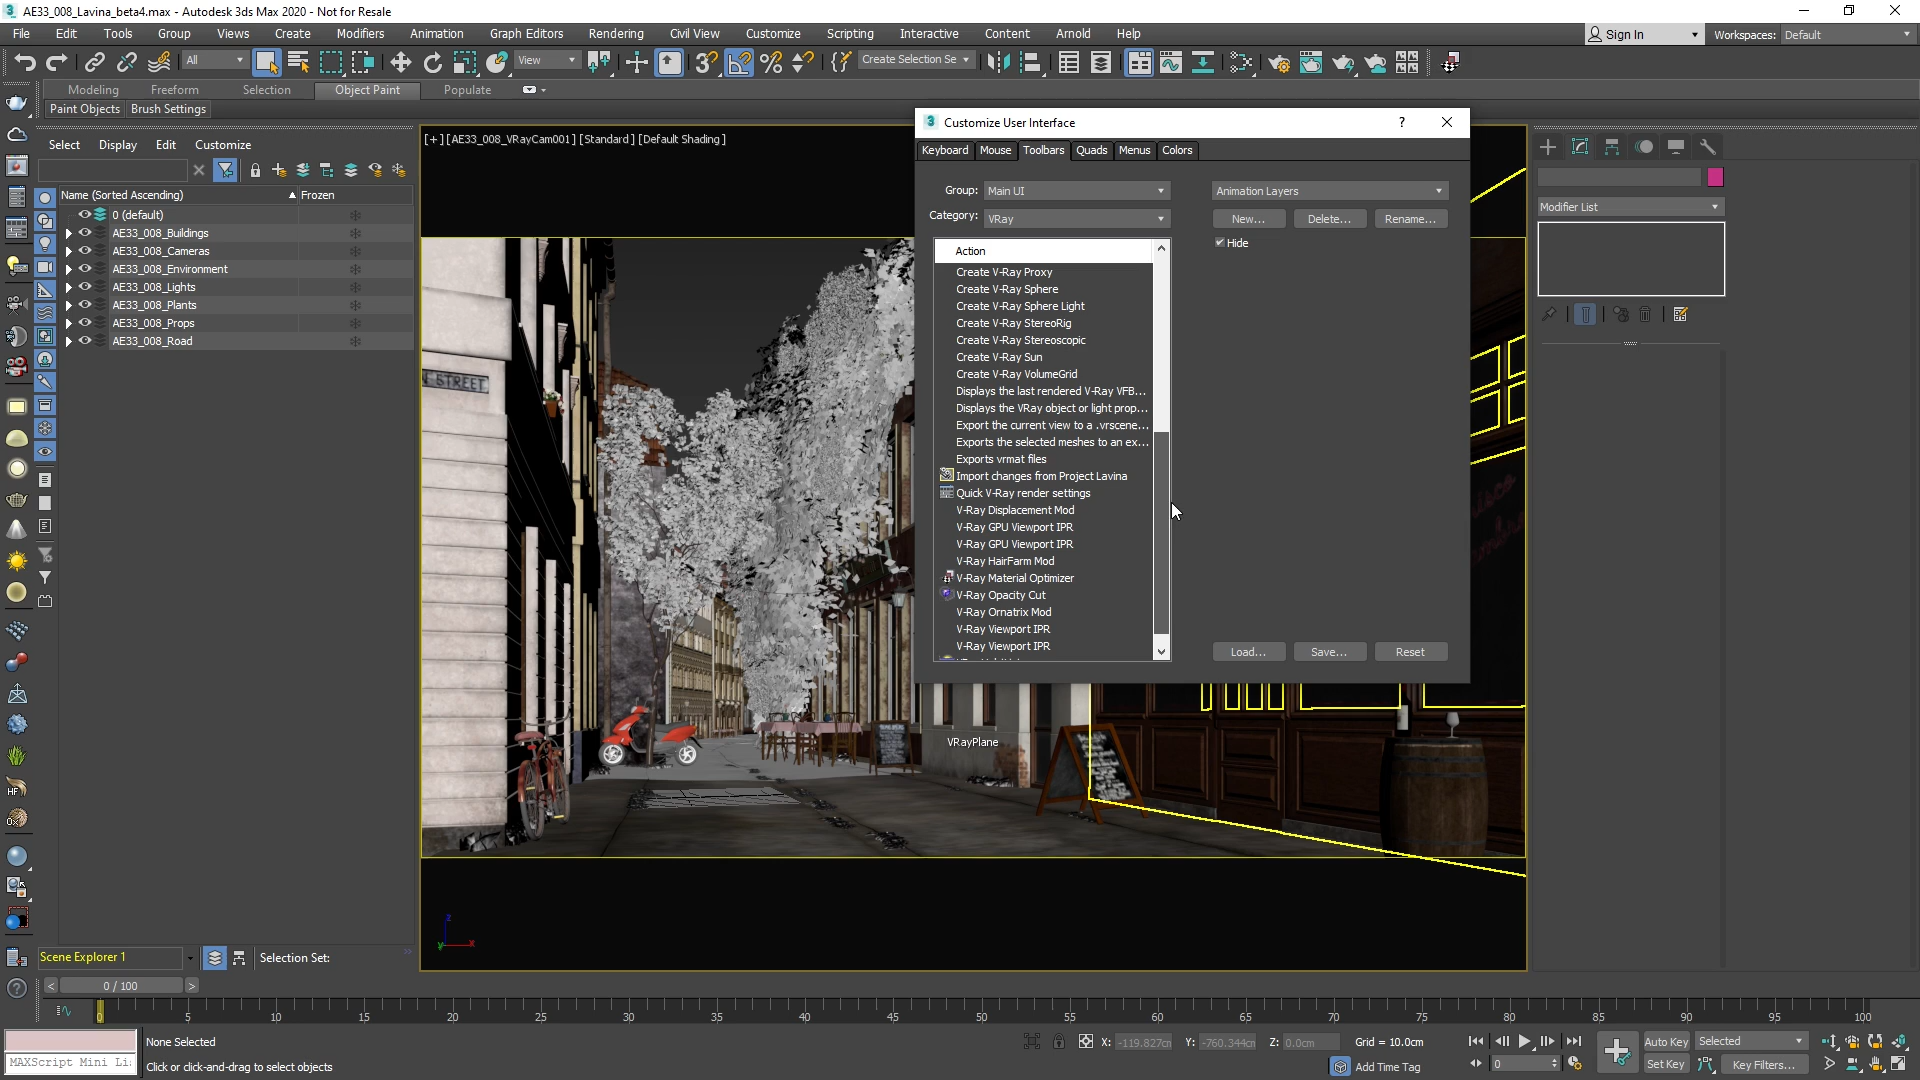 AE33_008_Lavina_beta4.max - Autodesk 3ds Max 2020 - Not for Resale
File Edit Tools Group Views Create Modifiers Animation Graph Editors Rendering Civil View Customize Scripting Interactive Content Arnold Help
Sign In Workspaces: Default
All View Create Selection Se
Modeling Freeform Selection Object Paint Populate
Paint Objects Brush Settings
Select Display Edit Customize
Name (Sorted Ascending) Frozen
0 (default)
AE33_008_Buildings
AE33_008_Cameras
AE33_008_Environment
AE33_008_Lights
AE33_008_Plants
AE33_008_Props
AE33_008_Road
Scene Explorer 1 Selection Set:
[+] [AE33_008_VRayCam001] [Standard] [Default Shading]
N STREET
VRayPlane
z
y x
Customize User Interface
Keyboard Mouse Toolbars Quads Menus Colors
Group: Main UI Animation Layers
Category: VRay New... Delete... Rename...
Hide
Action
Create V-Ray Proxy
Create V-Ray Sphere
Create V-Ray Sphere Light
Create V-Ray StereoRig
Create V-Ray Stereoscopic
Create V-Ray Sun
Create V-Ray VolumeGrid
Displays the last rendered V-Ray VFB...
Displays the VRay object or light prop...
Export the current view to a .vrscene...
Exports the selected meshes to an ex...
Exports vrmat files
Import changes from Project Lavina
Quick V-Ray render settings
V-Ray Displacement Mod
V-Ray GPU Viewport IPR
V-Ray GPU Viewport IPR
V-Ray HairFarm Mod
V-Ray Material Optimizer
V-Ray Opacity Cut
V-Ray Ornatrix Mod
V-Ray Viewport IPR
V-Ray Viewport IPR
Load... Save... Reset
Modifier List
0 / 100
0 5 10 15 20 25 30 35 40 45 50 55 60 65 70 75 80 85 90 95 100
None Selected
MAXScript Mini Li
Click or click-and-drag to select objects
X: -119.827cm Y: -760.344cm Z: 0.0cm Grid = 10.0cm
Add Time Tag
0
Auto Key Selected
Set Key Key Filters...